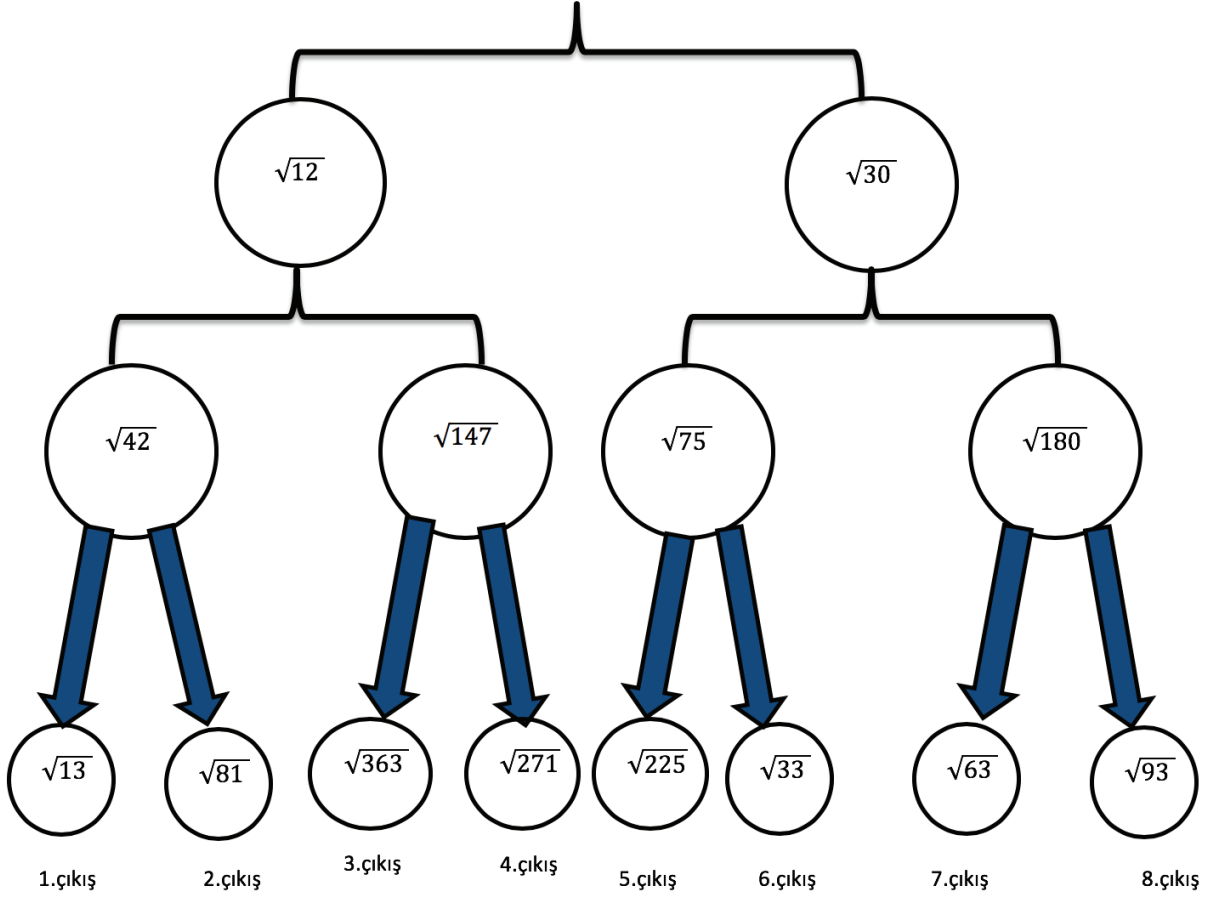 √12 √30
√42 √147 √75 √180
√13 √81 √363 √271 √225 √33 √63 √93
1.çıkış 2.çıkış 3.çıkış 4.çıkış 5.çıkış 6.çıkış 7.çıkış 8.çıkış